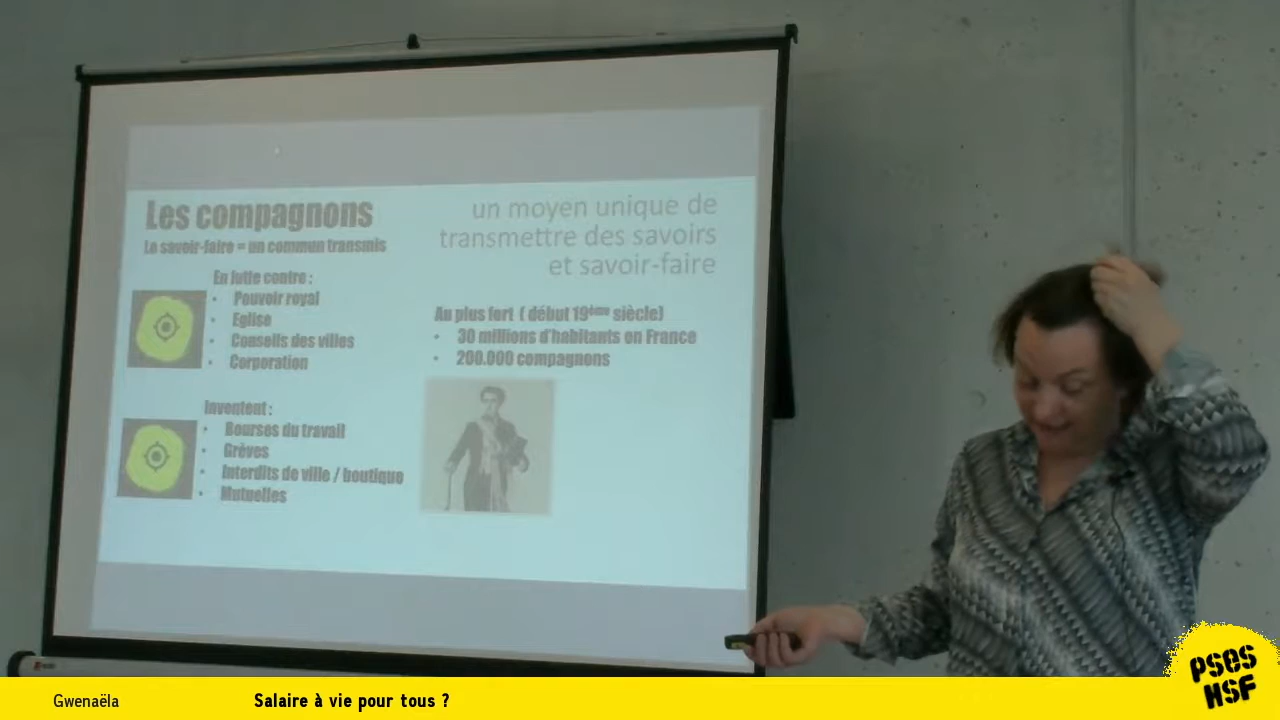 Les compagnons
Le savoir-faire = un commun transmis
un moyen unique de
transmettre des savoirs
et savoir-faire
En lutte contre :
• Pouvoir royal
• Eglise
• Conseils des villes
• Corporation
Inventent :
• Bourses du travail
• Grèves
• Interdits de ville / boutique
• Mutuelles
Au plus fort ( début 19ème siècle)
• 30 millions d'habitants en France
• 200.000 compagnons
PSES
HSF
Gwenaëla
Salaire à vie pour tous ?